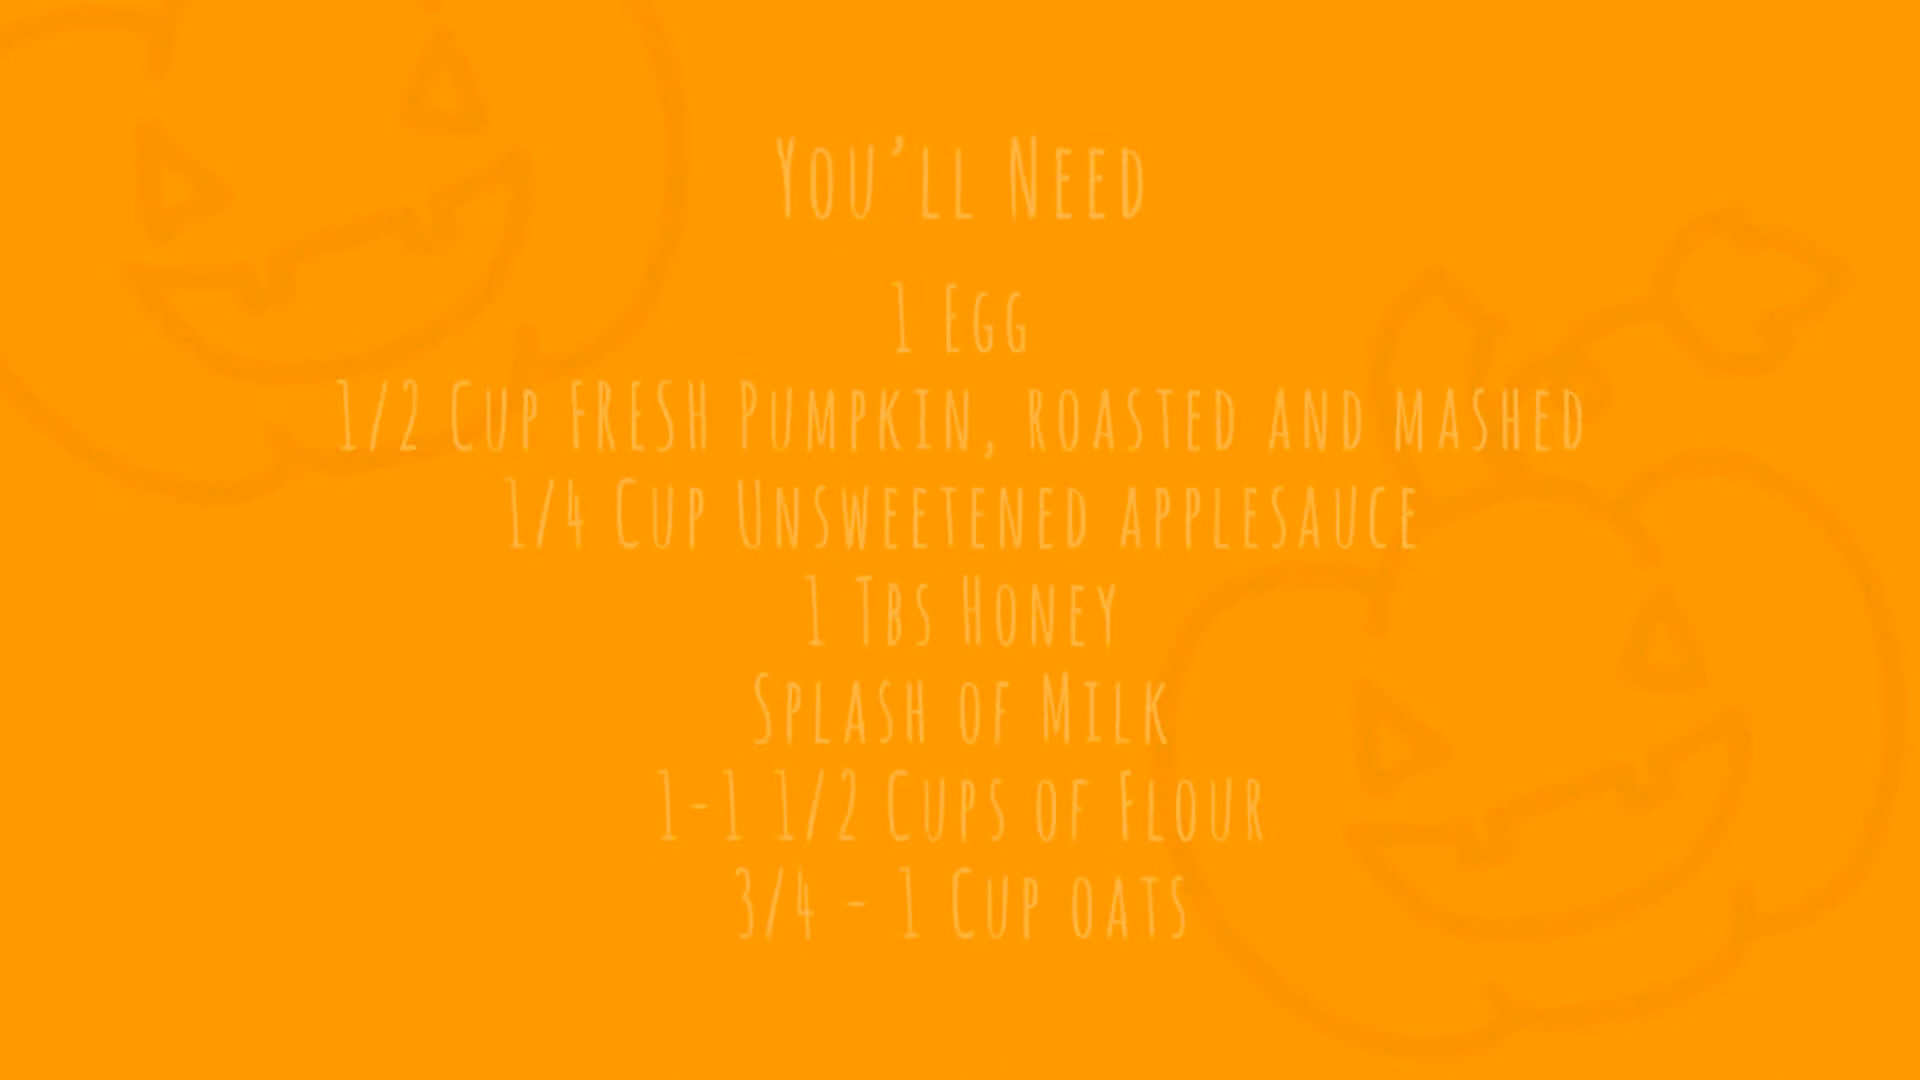 You'll Need
1 Egg
1/2 Cup FRESH Pumpkin, roasted and mashed
1/4 Cup Unsweetened applesauce
1 Tbs Honey
Splash of Milk
1-1 1/2 Cups of Flour
3/4 - 1 Cup oats